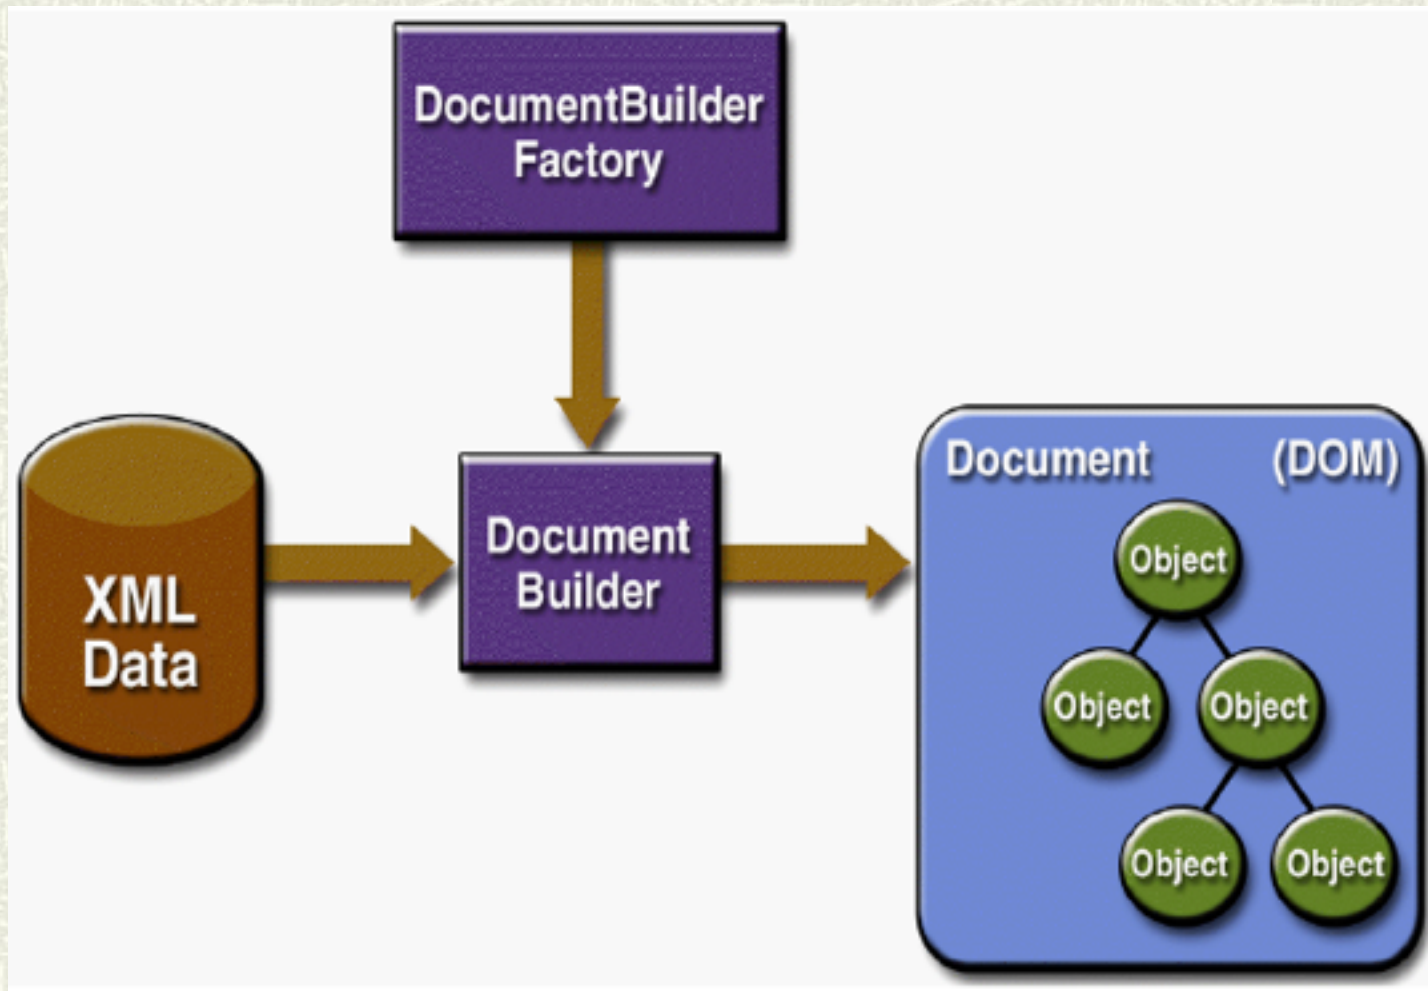 DocumentBuilder
Factory
XML
Data
Document
Builder
Document (DOM)
Object
Object Object
Object Object